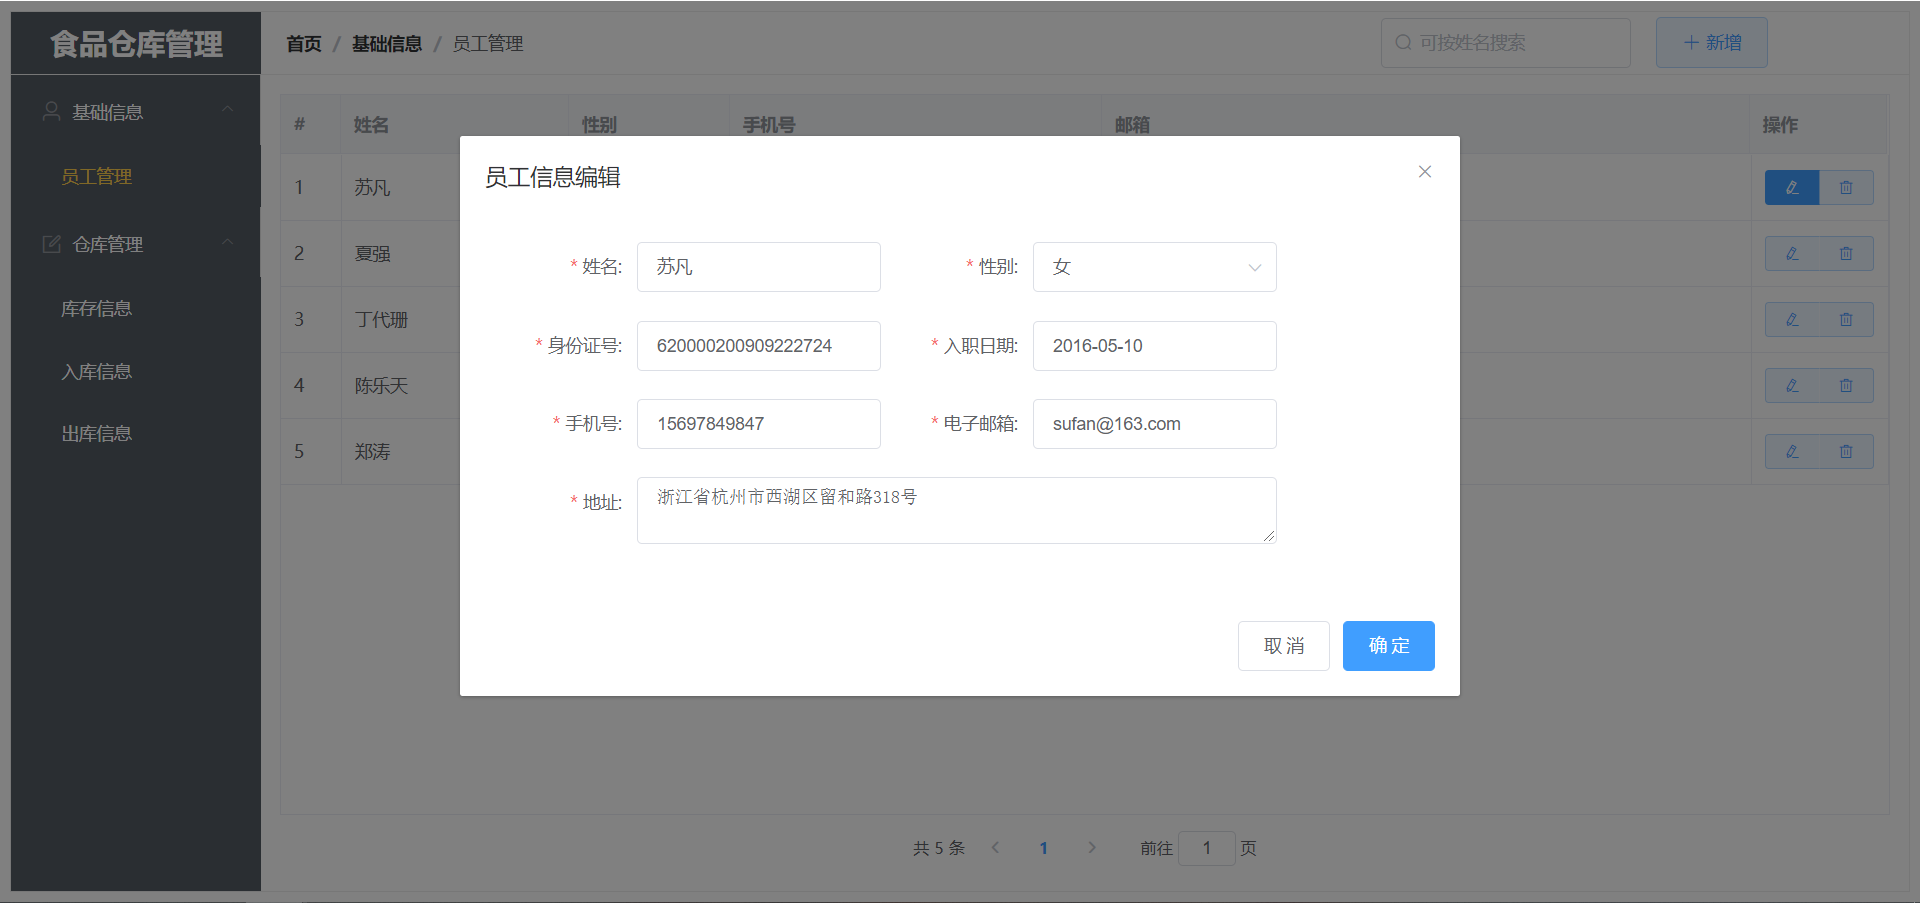 食品仓库管理
首页 / 基础信息 / 员工管理
可按姓名搜索
新增
基础信息
员工管理
仓库管理
库存信息
入库信息
出库信息
# 姓名 性别 手机号 邮箱 操作
1 苏凡
2 夏强
3 丁代珊
4 陈乐天
5 郑涛
员工信息编辑
* 姓名: 苏凡
* 性别: 女
* 身份证号: 620000200909222724
* 入职日期: 2016-05-10
* 手机号: 15697849847
* 电子邮箱: sufan@163.com
* 地址: 浙江省杭州市西湖区留和路318号
取消
确定
共 5 条 1 前往 1 页